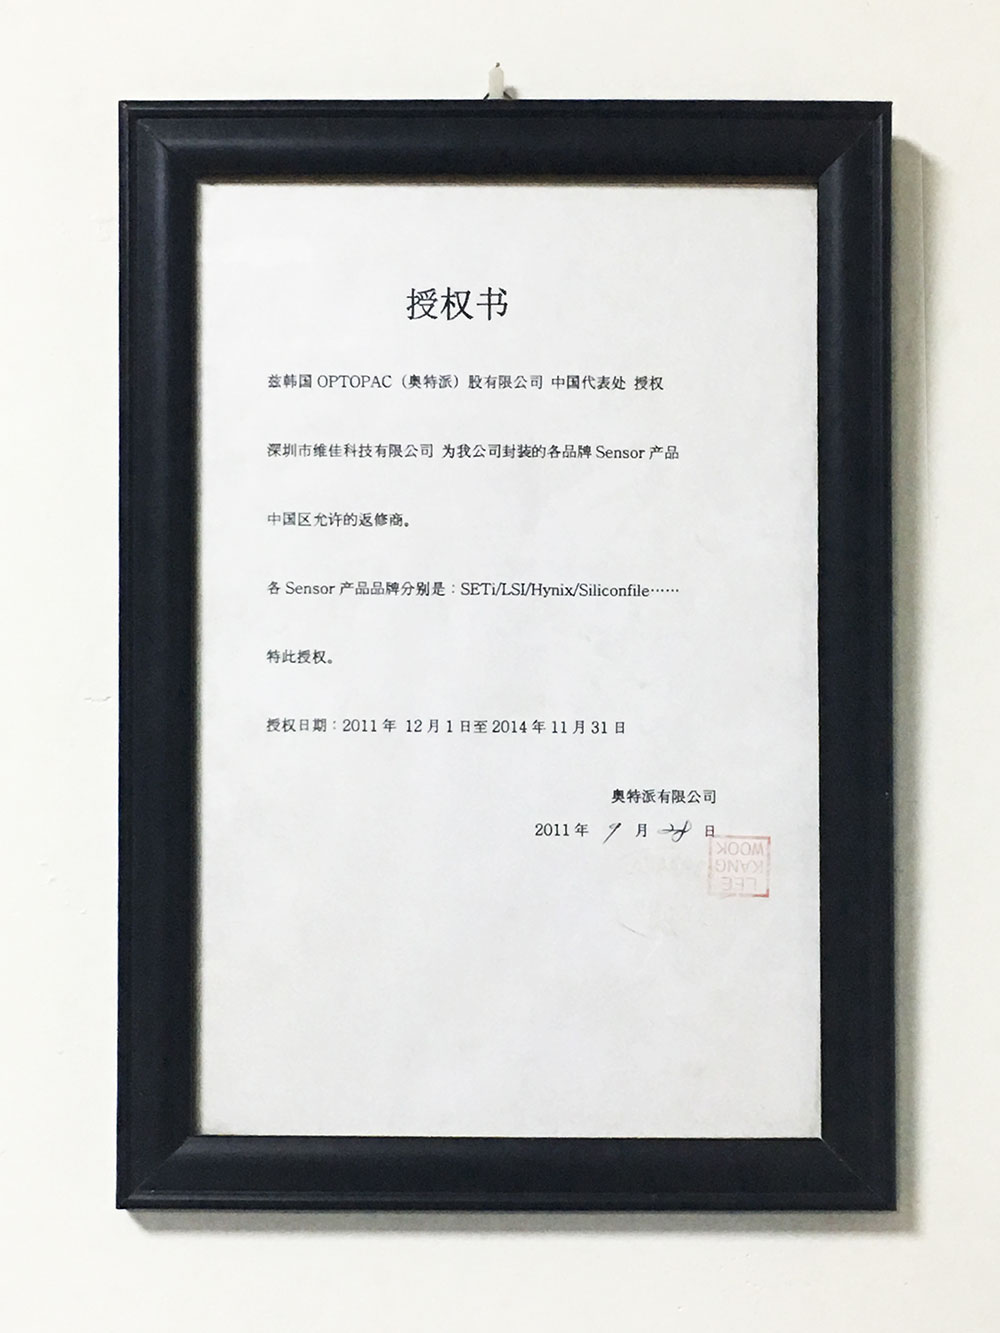 授权书
兹韩国 OPTOPAC（奥特派）股有限公司 中国代表处 授权
深圳市维佳科技有限公司 为我公司封装的各品牌 Sensor 产品
中国区允许的返修商。
各 Sensor 产品品牌分别是：SETi/LSI/Hynix/Siliconfile……
特此授权。
授权日期：2011 年 12 月 1 日至 2014 年 11 月 31 日
奥特派有限公司
2011 年 9 月 28 日
LEE
KANG
WOOK